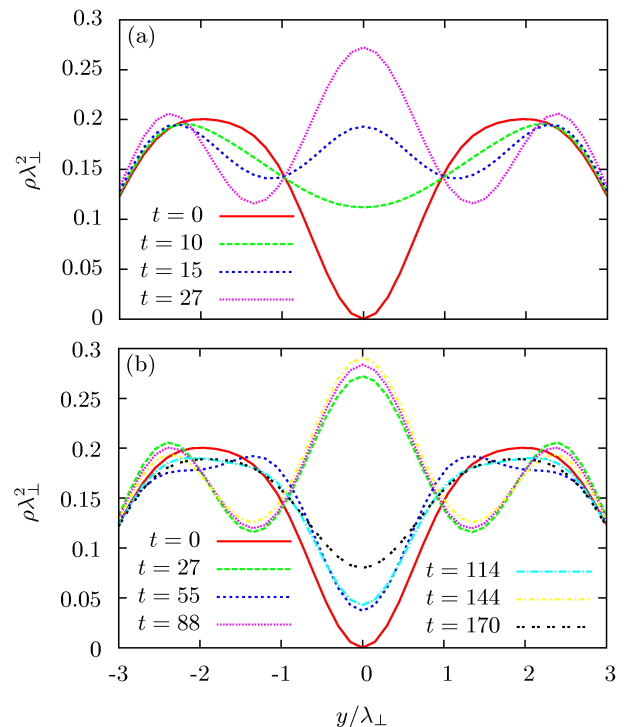 0.3
(a)
0.25
0.2
ρλ⊥²
0.15
0.1
t = 0
t = 10
0.05
t = 15
t = 27
0
0.3
(b)
0.25
0.2
ρλ⊥²
0.15
0.1
t = 0
t = 27
t = 114
0.05
t = 55
t = 144
t = 88
t = 170
0
-3 -2 -1 0 1 2 3
y/λ⊥